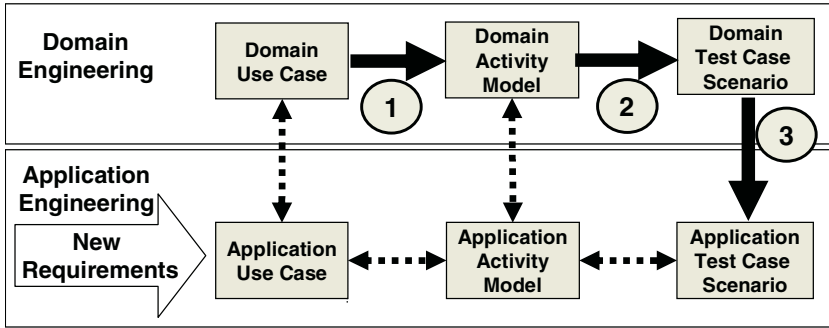 Domain
Engineering
Domain
Use Case
1
Domain
Activity
Model
2
Domain
Test Case
Scenario
3
Application
Engineering
New
Requirements
Application
Use Case
Application
Activity
Model
Application
Test Case
Scenario